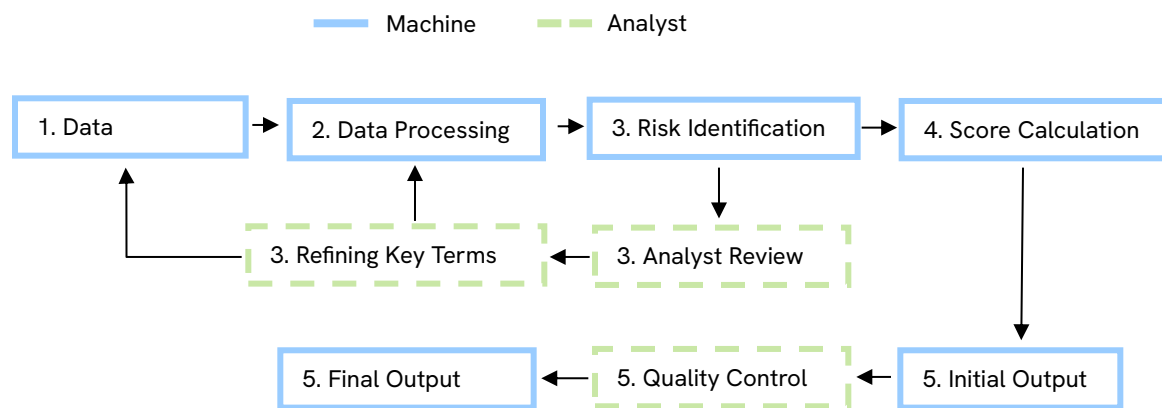 Machine
Analyst
1. Data
2. Data Processing
3. Risk Identification
4. Score Calculation
3. Refining Key Terms
3. Analyst Review
5. Final Output
5. Quality Control
5. Initial Output